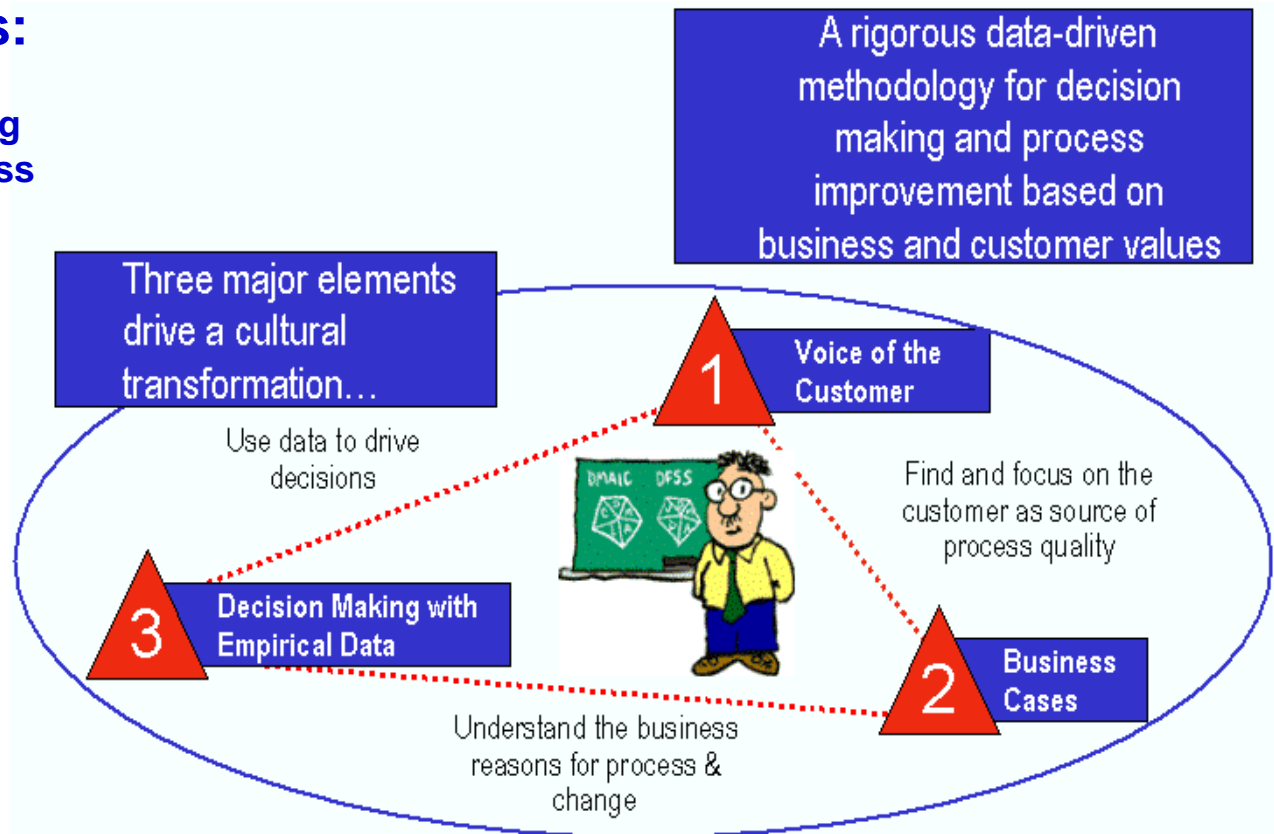 s:
g
ss
A rigorous data-driven
methodology for decision
making and process
improvement based on
business and customer values
Three major elements
drive a cultural
transformation…
1
Voice of the
Customer
Use data to drive
decisions
DMAIC DFSS
Find and focus on the
customer as source of
process quality
3
Decision Making with
Empirical Data
2
Business
Cases
Understand the business
reasons for process &
change